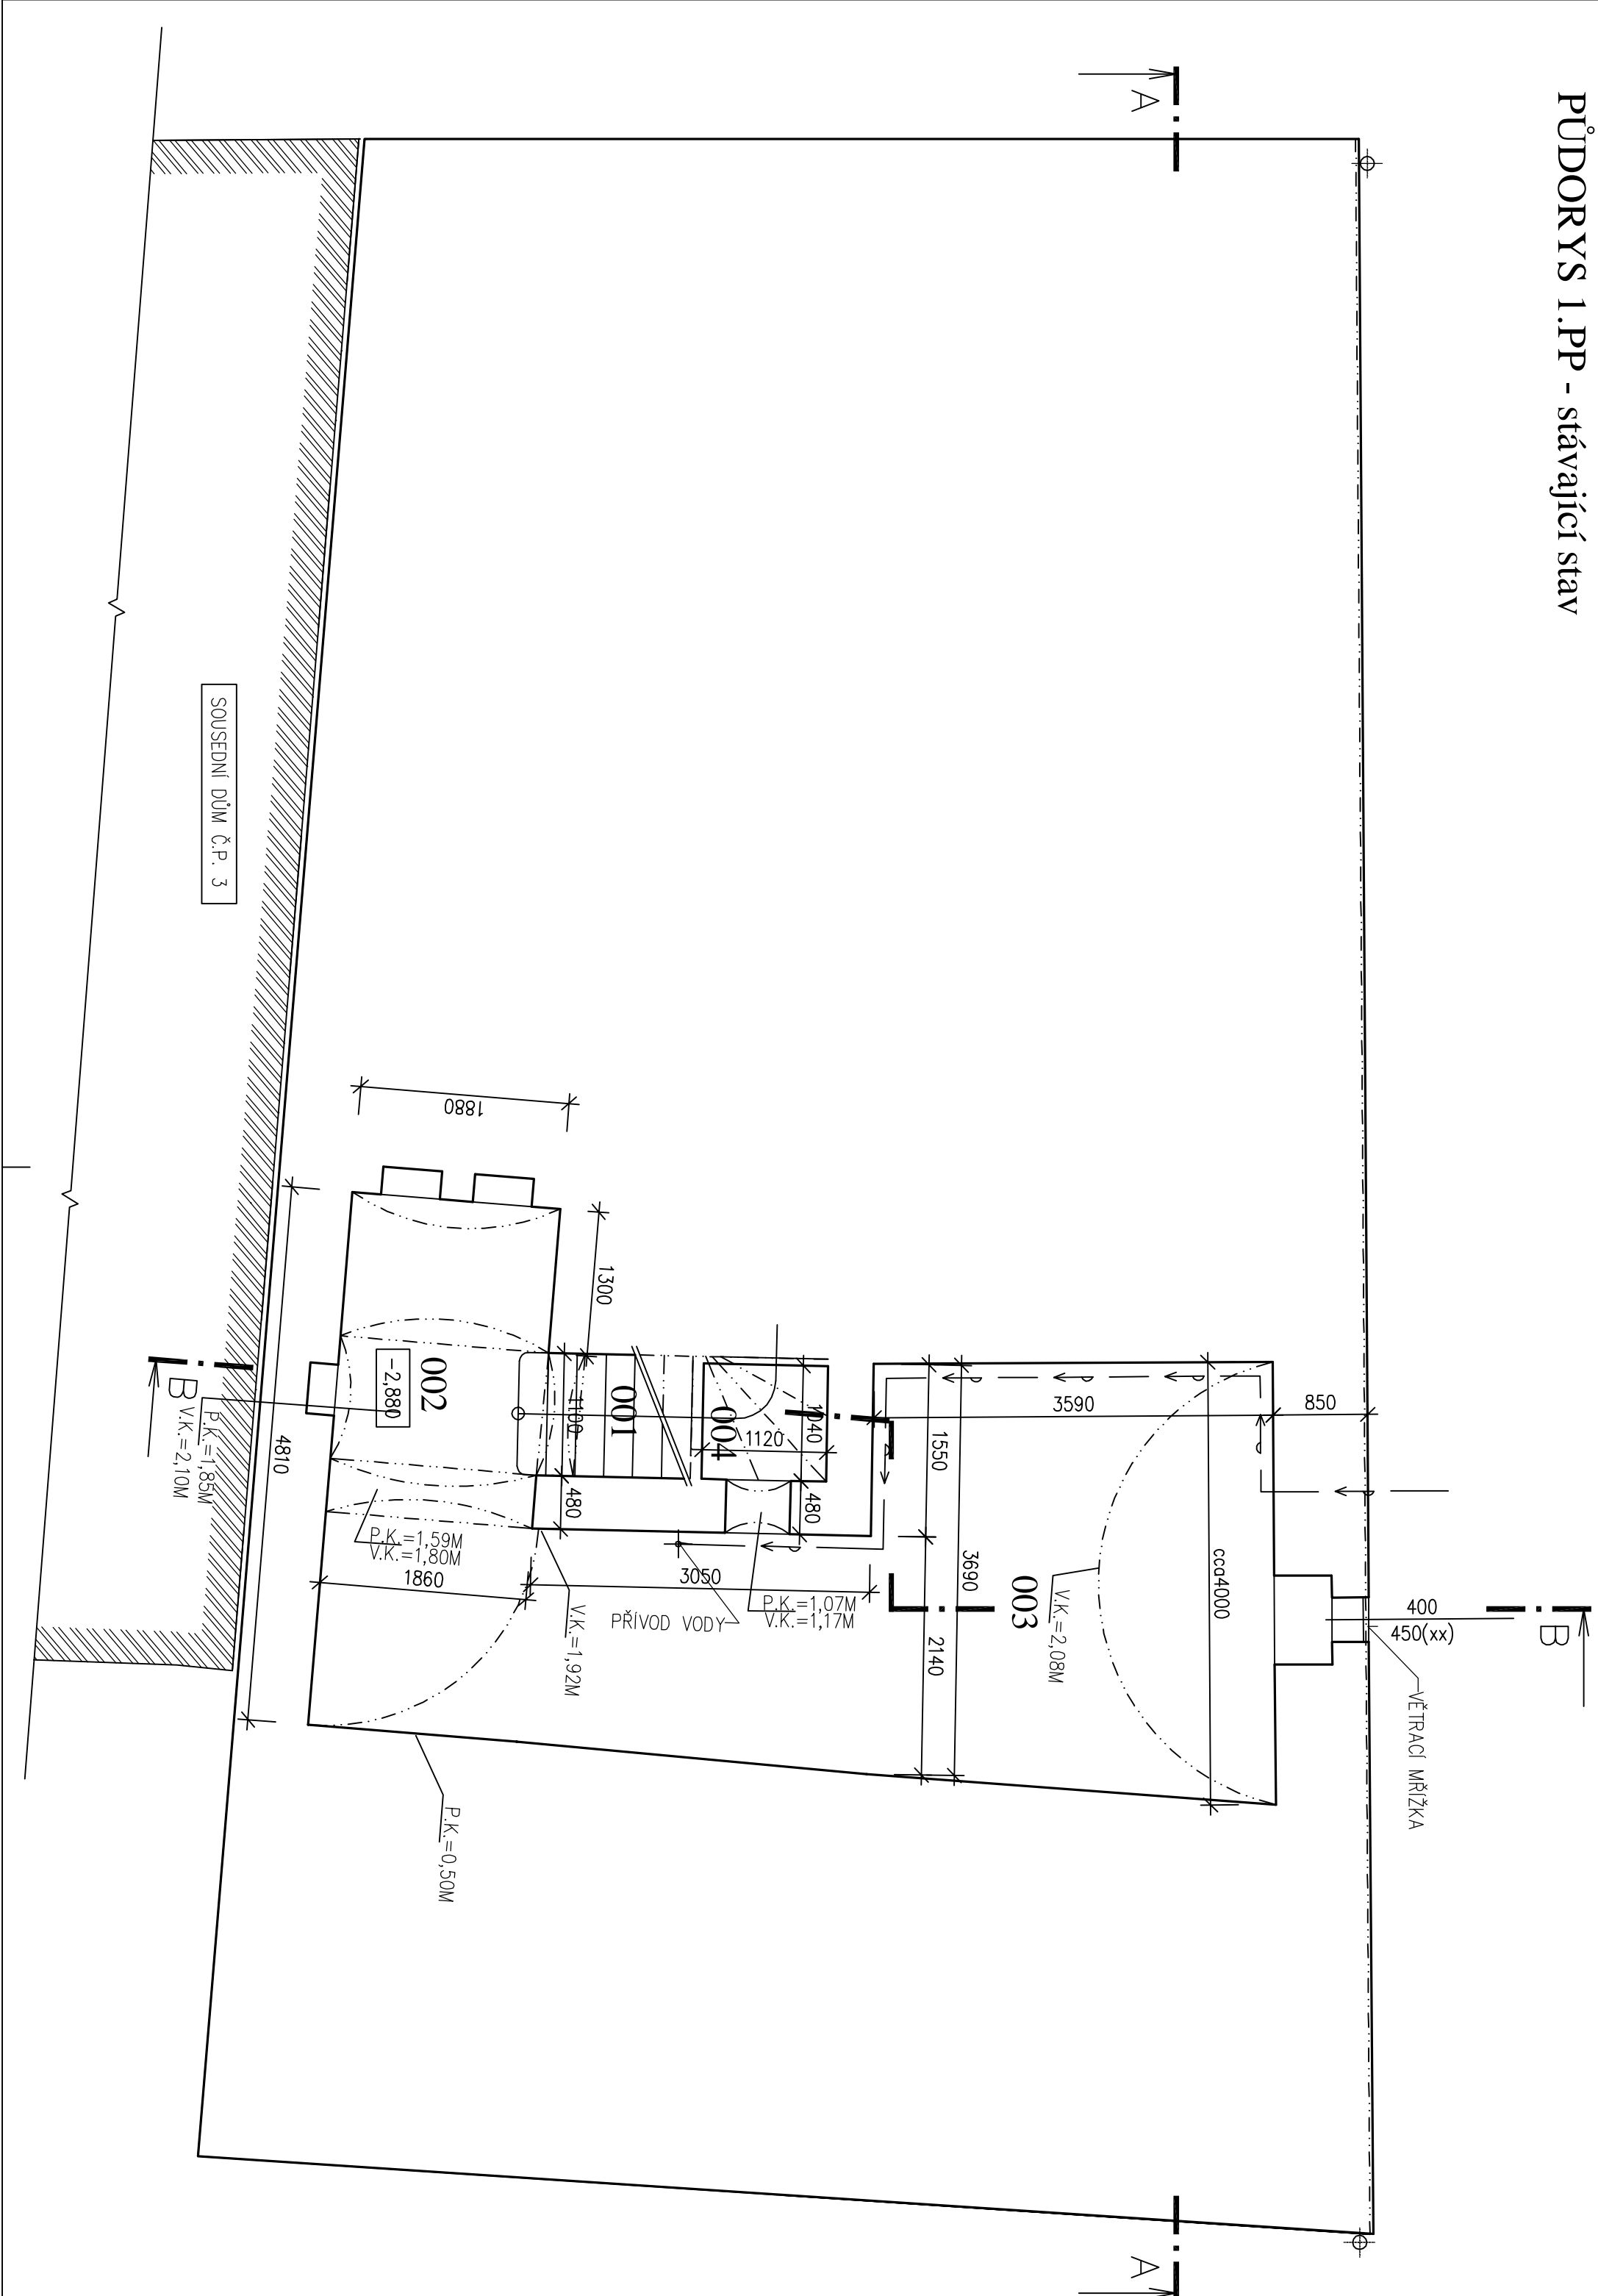 PŮDORYS 1.PP - stávající stav
A
A
B
B
400
450(xx)
VĚTRACÍ MŘÍŽKA
850
3590
cca4000
V.K.=2,08M
003
3690
1550
2140
1040
1120
480
004
001
1100
480
1300
3050
P.K.=1,07M
V.K.=1,17M
PŘÍVOD VODY
V.K.=1,92M
1880
002
-2,880
P.K.=1,59M
V.K.=1,80M
1860
P.K.=0,50M
4810
P.K.=1,85M
V.K.=2,10M
SOUSEDNÍ DŮM Č.P. 3